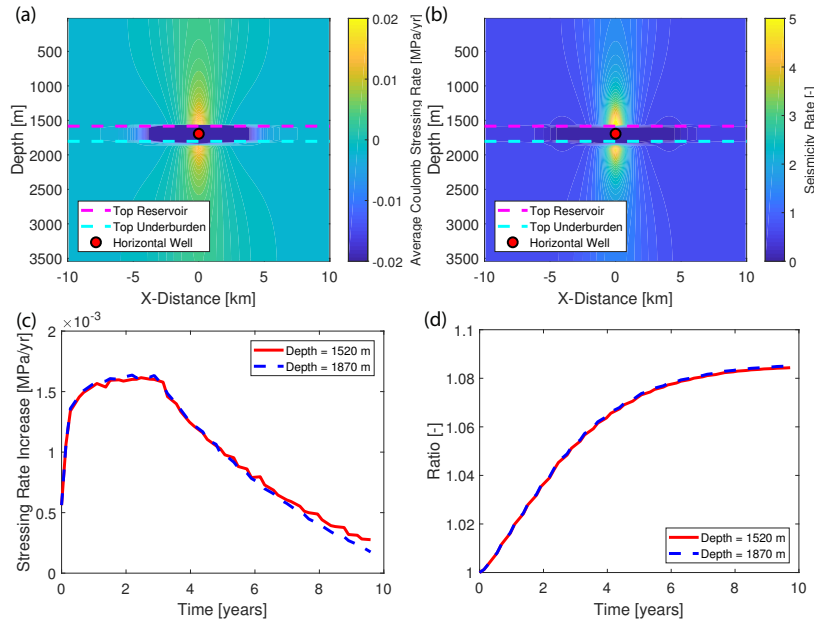 (a)
0
500
1000
1500
2000
2500
3000
3500
Depth [m]
-10
-5
0
5
10
X-Distance [km]
Top Reservoir
Top Underburden
Horizontal Well
0.02
0.01
0
-0.01
-0.02
Average Coulomb Stressing Rate [MPa/yr]
(b)
0
500
1000
1500
2000
2500
3000
3500
Depth [m]
-10
-5
0
5
10
X-Distance [km]
Top Reservoir
Top Underburden
Horizontal Well
5
4
3
2
1
0
Seismicity Rate [-]
(c)
×10⁻³
2
1.5
1
0.5
0
Stressing Rate Increase [MPa/yr]
0
2
4
6
8
10
Time [years]
Depth = 1520 m
Depth = 1870 m
(d)
1.1
1.08
1.06
1.04
1.02
1
Ratio [-]
0
2
4
6
8
10
Time [years]
Depth = 1520 m
Depth = 1870 m